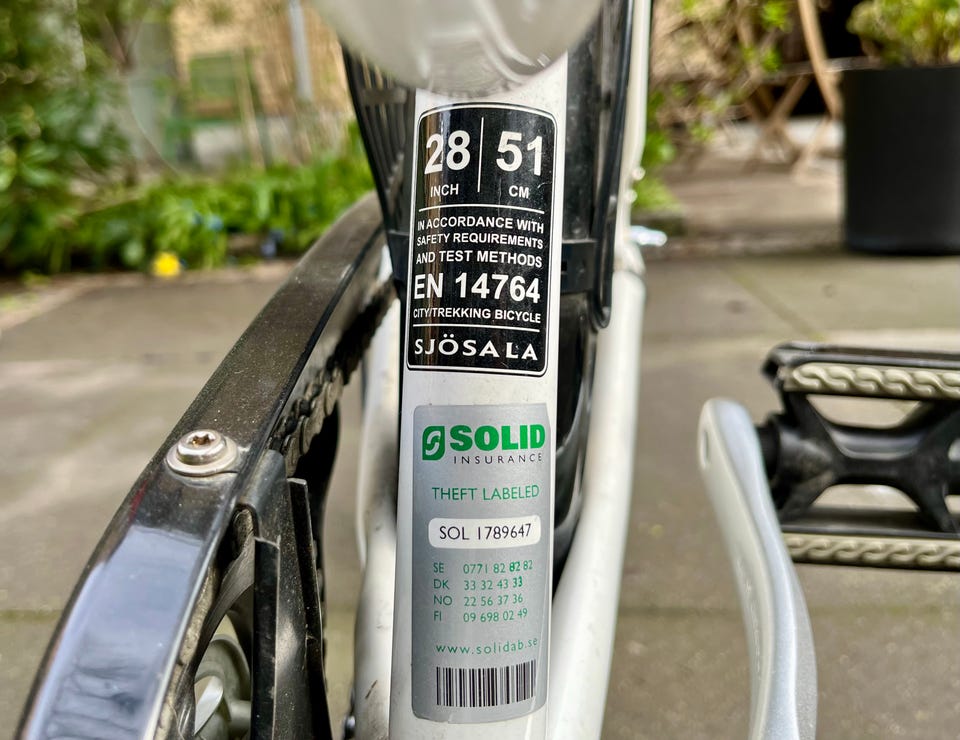 28 51
INCH CM
IN ACCORDANCE WITH
SAFETY REQUIREMENTS
AND TEST METHODS
EN 14764
CITY/TREKKING BICYCLE
SJÖSALA
SOLID
INSURANCE
THEFT LABELED
SOL 1789647
SE 0771 82 82 82
DK 33 32 43 33
NO 22 56 37 36
FI 09 698 02 49
www.solidab.se